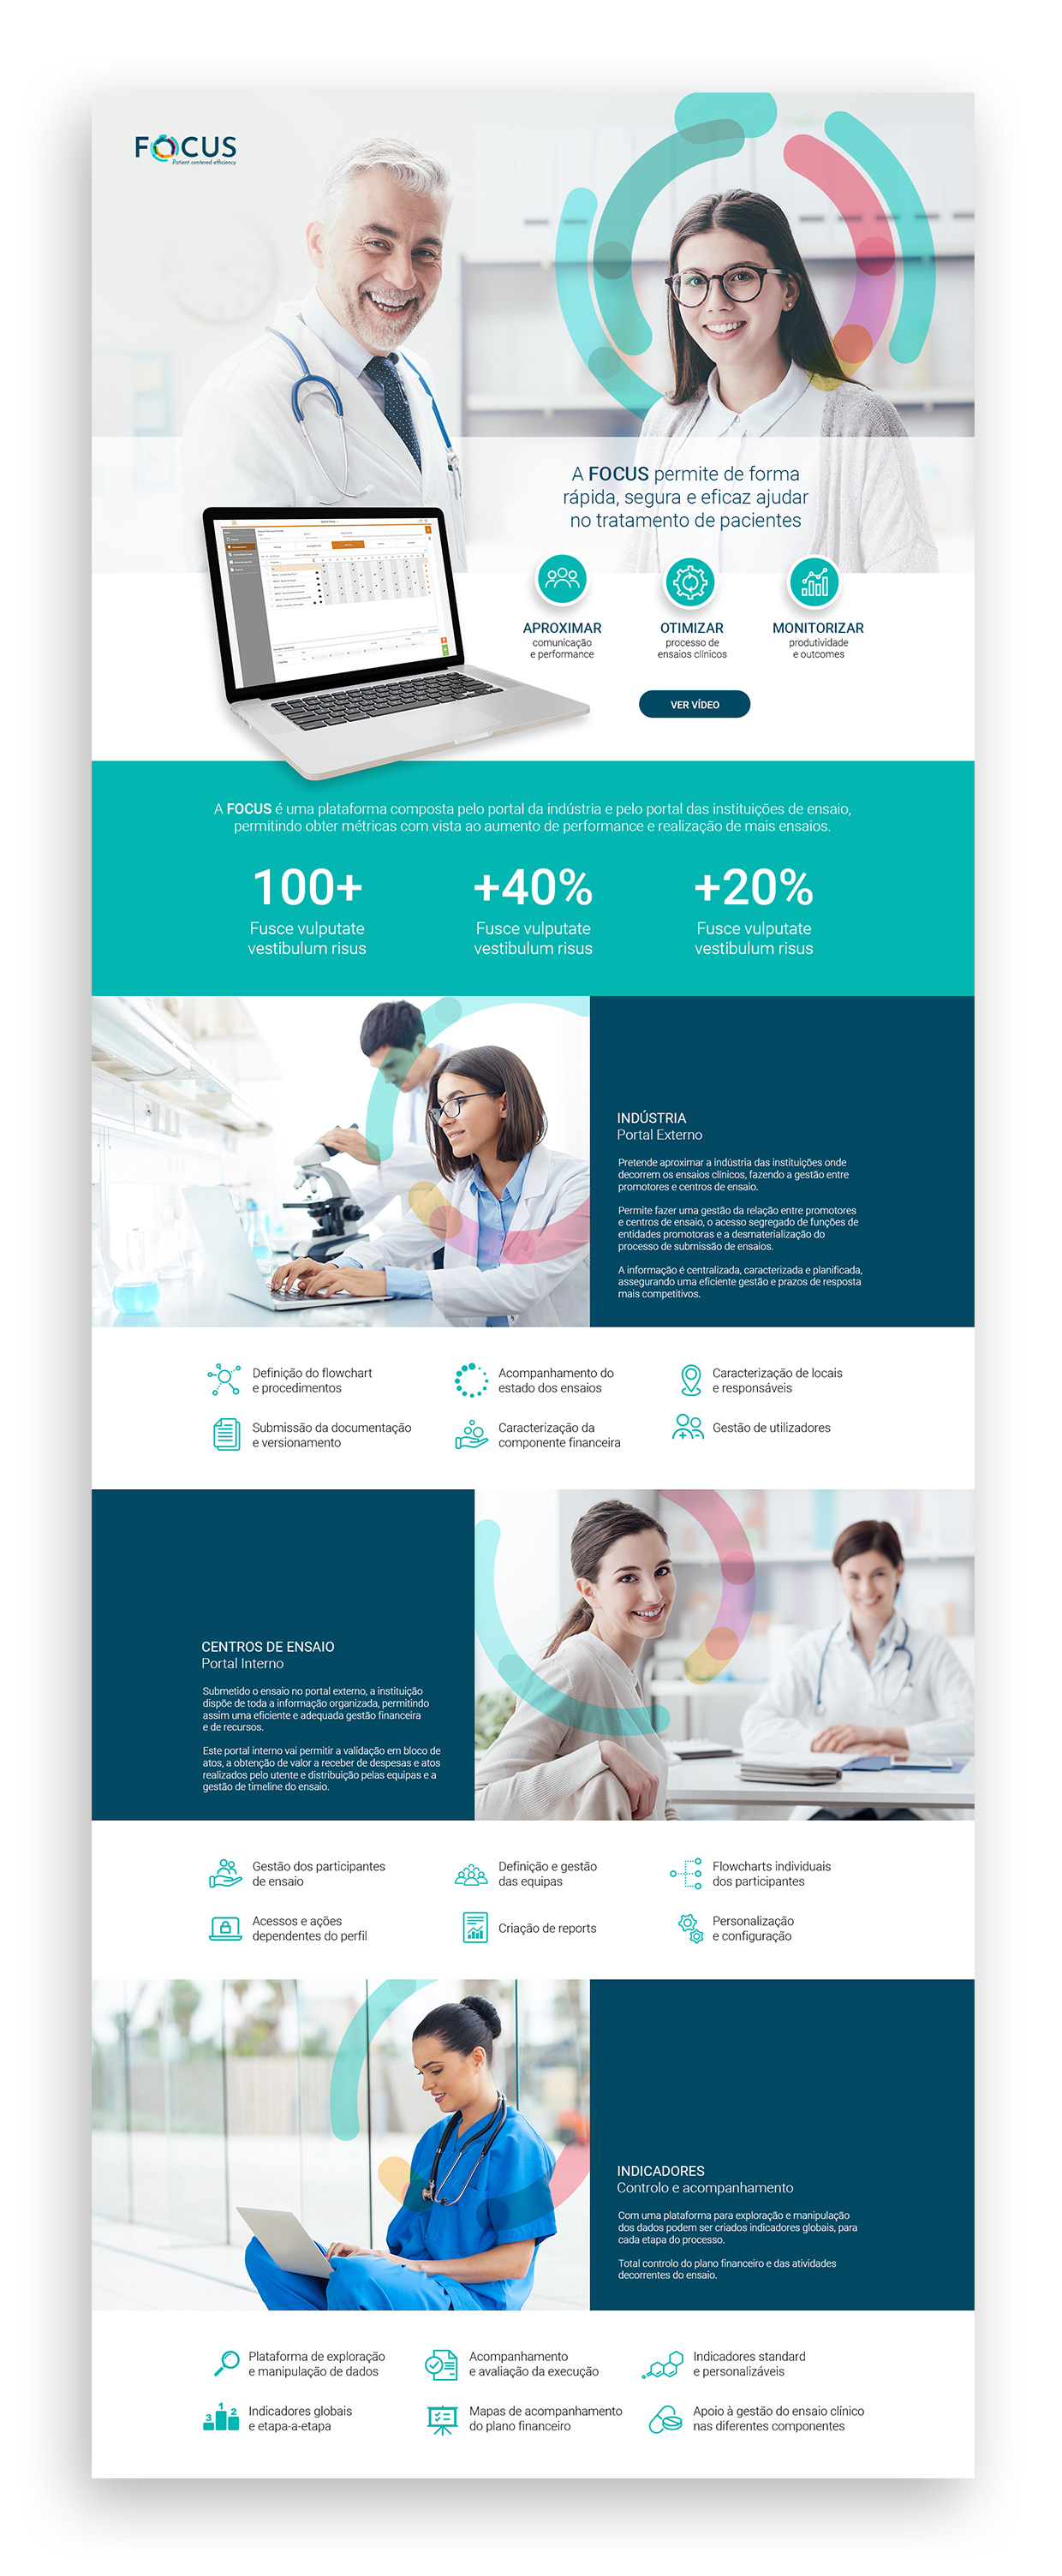 FOCUS
Patient centered efficiency
A FOCUS permite de forma
rápida, segura e eficaz ajudar
no tratamento de pacientes
APROXIMAR
comunicação
e performance
OTIMIZAR
processo de
ensaios clínicos
MONITORIZAR
produtividade
e outcomes
VER VÍDEO
A FOCUS é uma plataforma composta pelo portal da indústria e pelo portal das instituições de ensaio,
permitindo obter métricas com vista ao aumento de performance e realização de mais ensaios.
100+
Fusce vulputate
vestibulum risus
+40%
Fusce vulputate
vestibulum risus
+20%
Fusce vulputate
vestibulum risus
INDÚSTRIA
Portal Externo
Pretende aproximar a indústria das instituições onde
decorrem os ensaios clínicos, fazendo a gestão entre
promotores e centros de ensaio.
Permite fazer uma gestão da relação entre promotores
e centros de ensaio, o acesso segregado de funções de
entidades promotoras e a desmaterialização do
processo de submissão de ensaios.
A informação é centralizada, caracterizada e planificada,
assegurando uma eficiente gestão e prazos de resposta
mais competitivos.
Definição do flowchart
e procedimentos
Acompanhamento do
estado dos ensaios
Caracterização de locais
e responsáveis
Submissão da documentação
e versionamento
Caracterização da
componente financeira
Gestão de utilizadores
CENTROS DE ENSAIO
Portal Interno
Submetido o ensaio no portal externo, a instituição
dispõe de toda a informação organizada, permitindo
assim uma eficiente e adequada gestão financeira
e de recursos.
Este portal interno vai permitir a validação em bloco de
atos, a obtenção de valor a receber de despesas e atos
realizados pelo utente e distribuição pelas equipas e a
gestão de timeline do ensaio.
Gestão dos participantes
de ensaio
Definição e gestão
das equipas
Flowcharts individuais
dos participantes
Acessos e ações
dependentes do perfil
Criação de reports
Personalização
e configuração
INDICADORES
Controlo e acompanhamento
Com uma plataforma para exploração e manipulação
dos dados podem ser criados indicadores globais, para
cada etapa do processo.
Total controlo do plano financeiro e das atividades
decorrentes do ensaio.
Plataforma de exploração
e manipulação de dados
Acompanhamento
e avaliação da execução
Indicadores standard
e personalizáveis
3 1 2
Indicadores globais
e etapa-a-etapa
Mapas de acompanhamento
do plano financeiro
Apoio à gestão do ensaio clínico
nas diferentes componentes